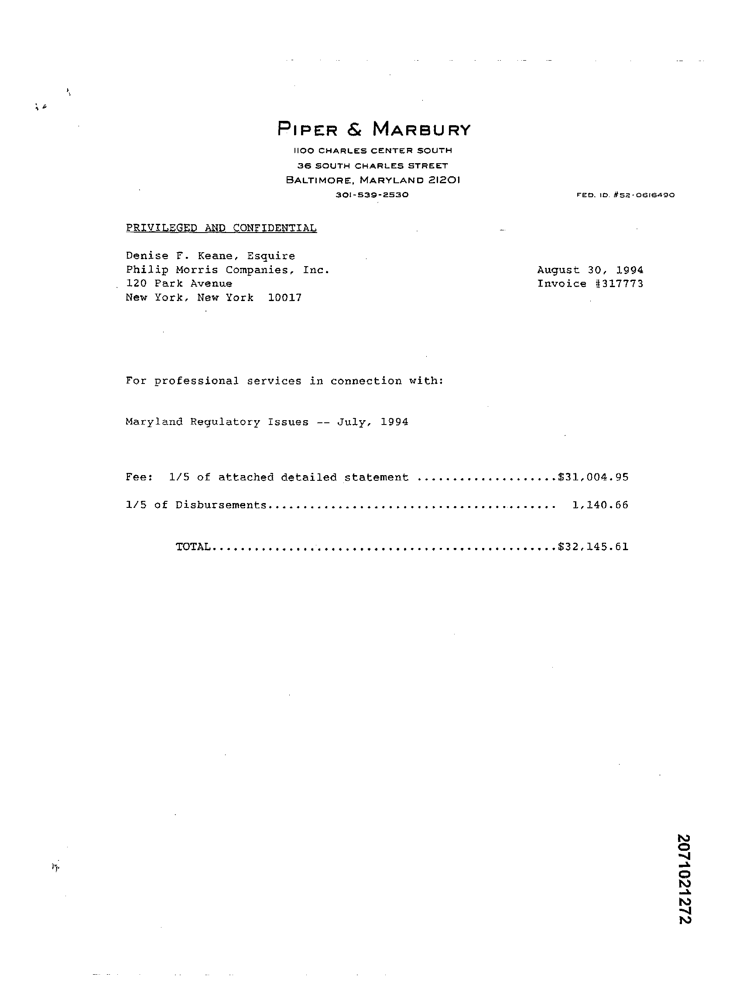 PIPER & MARBURY
1100 CHARLES CENTER SOUTH
36 SOUTH CHARLES STREET
BALTIMORE, MARYLAND 21201
301-539-2530
FED. ID. #52-0616490
PRIVILEGED AND CONFIDENTIAL
Denise F. Keane, Esquire
Philip Morris Companies, Inc.
August 30, 1994
120 Park Avenue
Invoice #317773
New York, New York 10017
For professional services in connection with:
Maryland Regulatory Issues -- July, 1994
Fee: 1/5 of attached detailed statement ....................$31,004.95
1/5 of Disbursements......................................... 1,140.66
TOTAL.................................................$32,145.61
2071021272